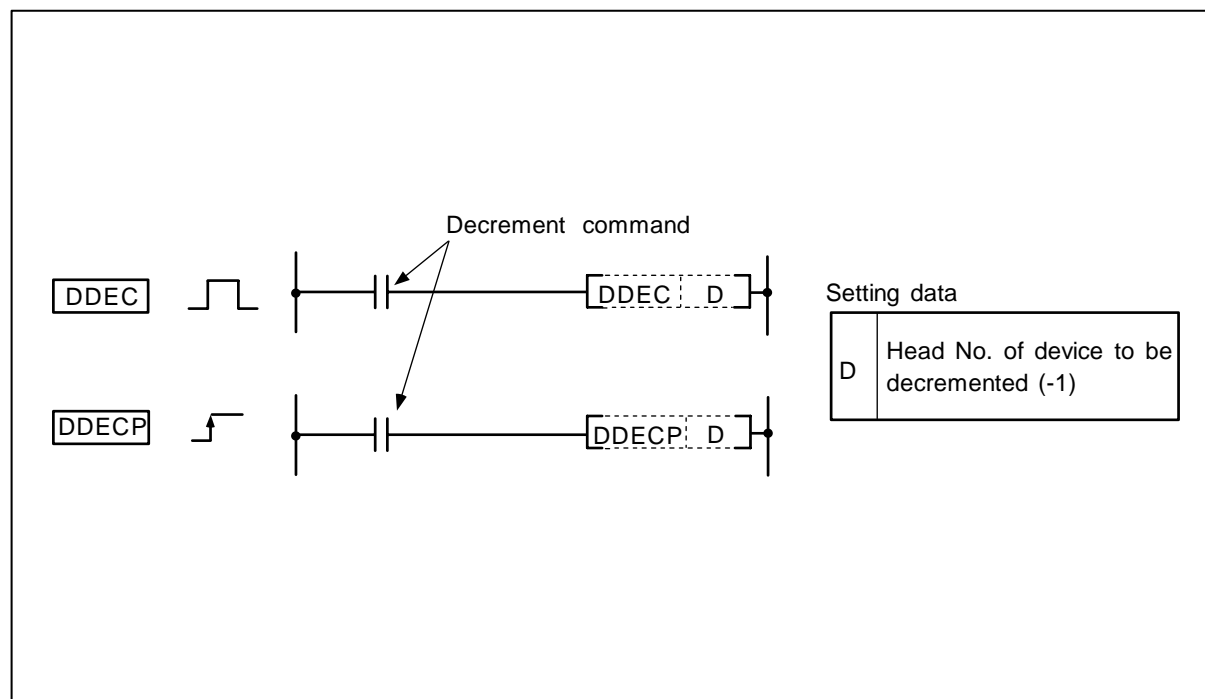 Decrement command
DDEC
DDEC D
Setting data
D
Head No. of device to be
decremented (-1)
DDECP
DDECP D